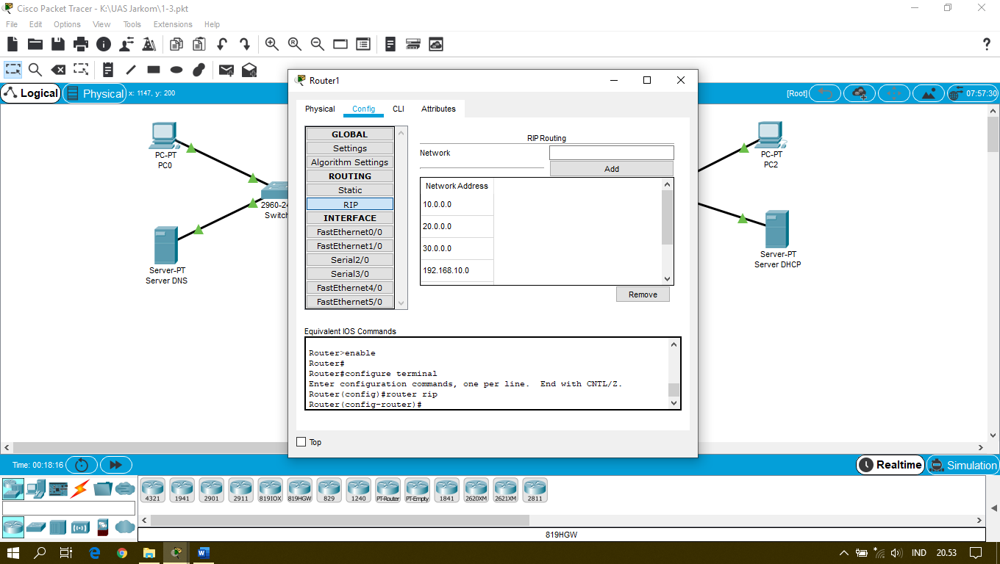 Cisco Packet Tracer - K:\UAS Jarkom\1-3.pkt
File Edit Options View Tools Extensions Help
Logical
Physical
x: 1147, y: 200
[Root]
07:57:30
PC-PT
PC0
2960-24
Switch
Server-PT
Server DNS
PC-PT
PC2
Server-PT
Server DHCP
Router1
Physical Config CLI Attributes
GLOBAL
Settings
Algorithm Settings
ROUTING
Static
RIP
INTERFACE
FastEthernet0/0
FastEthernet1/0
Serial2/0
Serial3/0
FastEthernet4/0
FastEthernet5/0
RIP Routing
Network
Add
Network Address
10.0.0.0
20.0.0.0
30.0.0.0
192.168.10.0
Remove
Equivalent IOS Commands
Router>enable
Router#
Router#configure terminal
Enter configuration commands, one per line. End with CNTL/Z.
Router(config)#router rip
Router(config-router)#
Top
Time: 00:18:16
Realtime
Simulation
4321 1941 2901 2911 819IOX 819HGW 829 1240 PT-Router PT-Empty 1841 2620XM 2621XM 2811
819HGW
IND 20.53